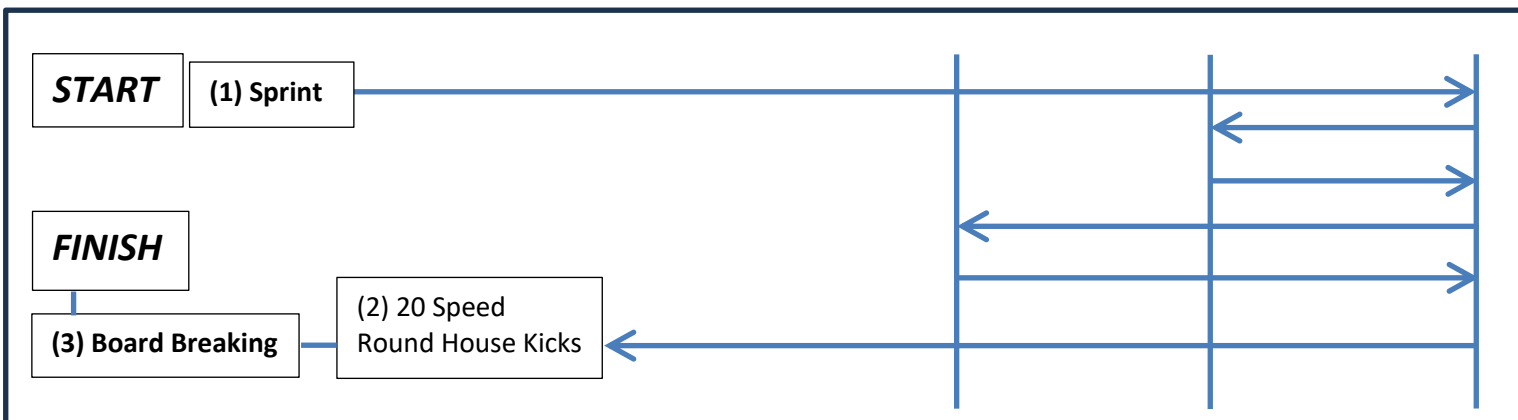 START
(1) Sprint
FINISH
(2) 20 Speed
Round House Kicks
(3) Board Breaking